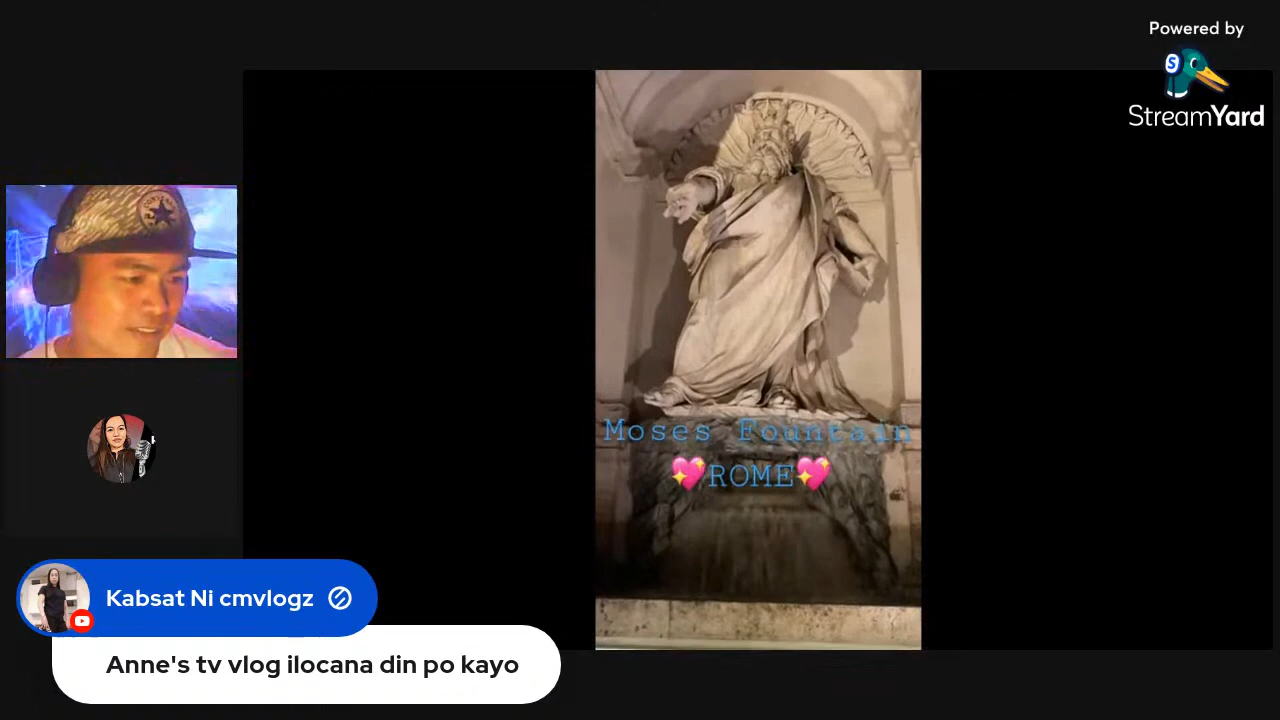 Powered by
StreamYard
Moses Fountain
💖ROME💖
Kabsat Ni cmvlogz
Anne's tv vlog ilocana din po kayo